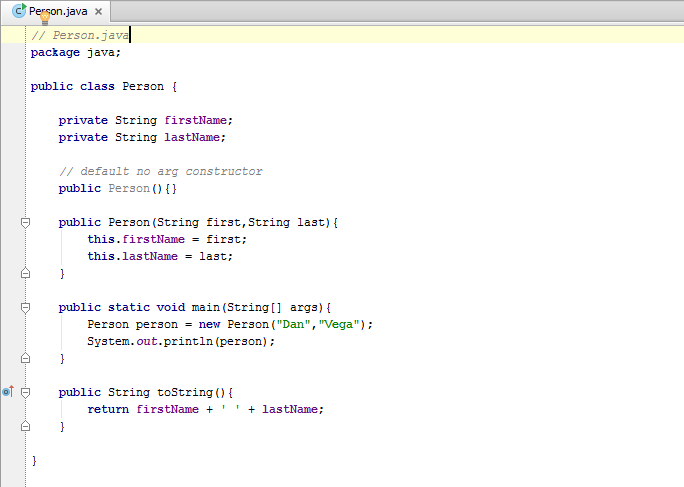 Person.java
// Person.java
package java;
public class Person {
private String firstName;
private String lastName;
// default no arg constructor
public Person(){}
public Person(String first,String last){
this.firstName = first;
this.lastName = last;
}
public static void main(String[] args){
Person person = new Person("Dan","Vega");
System.out.println(person);
}
public String toString(){
return firstName + ' ' + lastName;
}
}